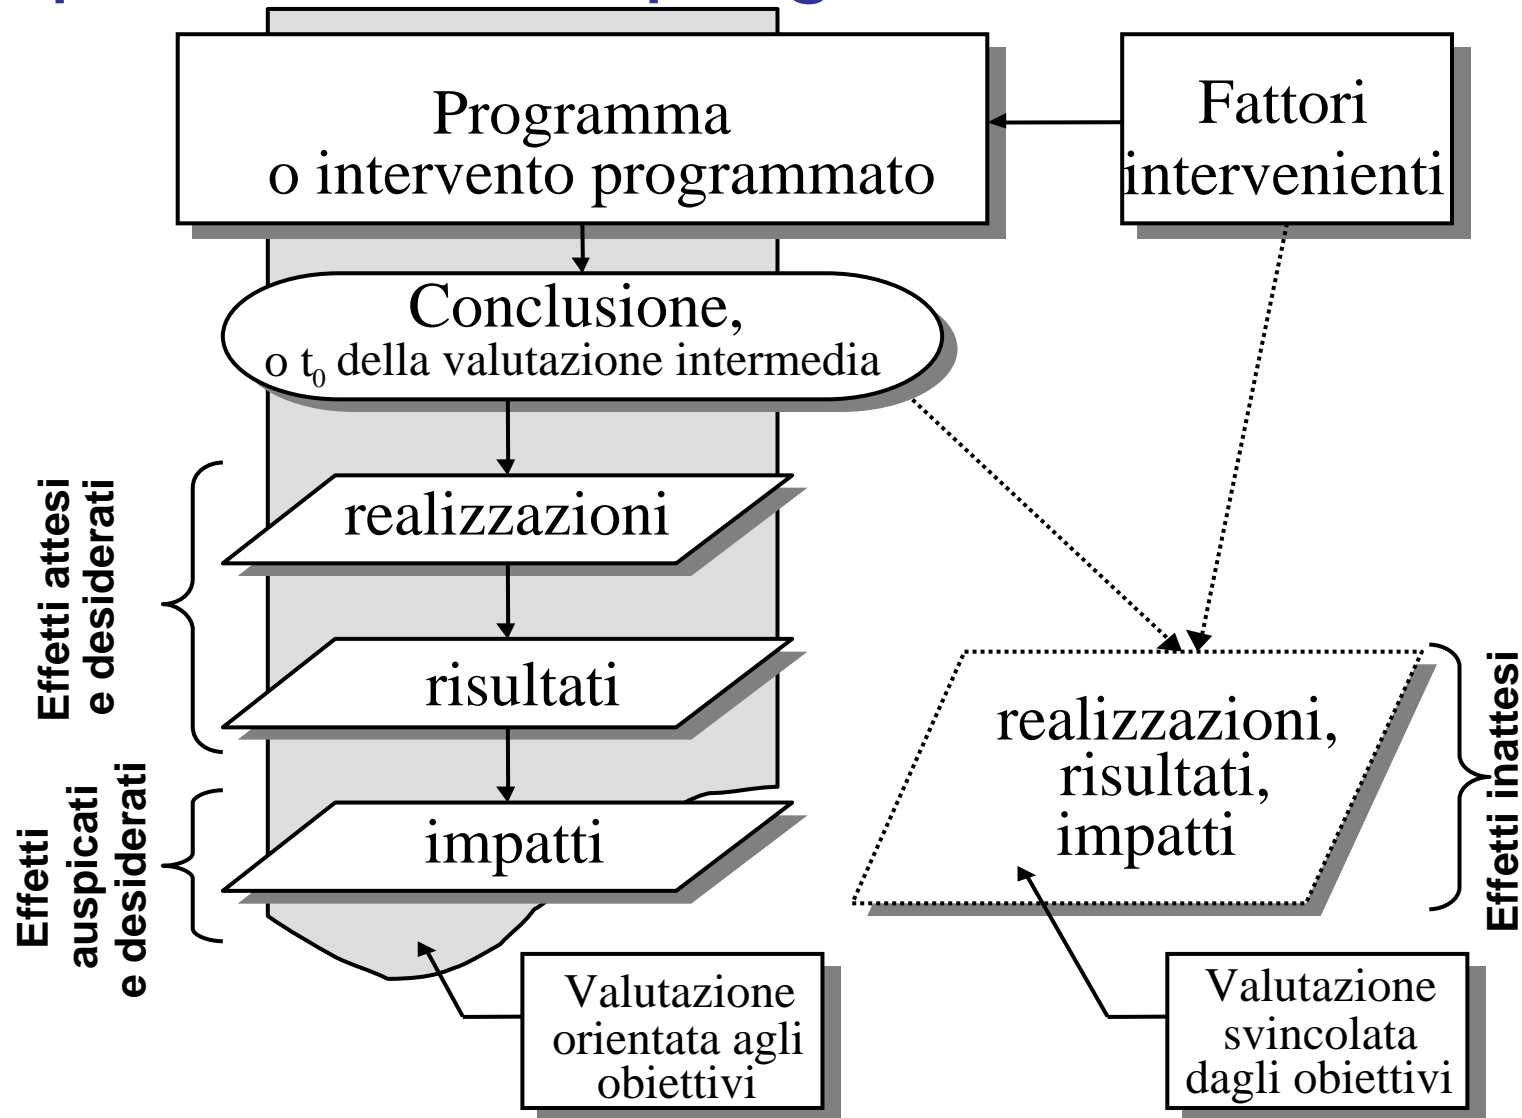 Programma
o intervento programmato
Fattori
intervenienti
Conclusione,
o t₀ della valutazione intermedia
Effetti attesi
e desiderati
realizzazioni
risultati
Effetti
auspicati
e desiderati
impatti
realizzazioni,
risultati,
impatti
Effetti inattesi
Valutazione
orientata agli
obiettivi
Valutazione
svincolata
dagli obiettivi